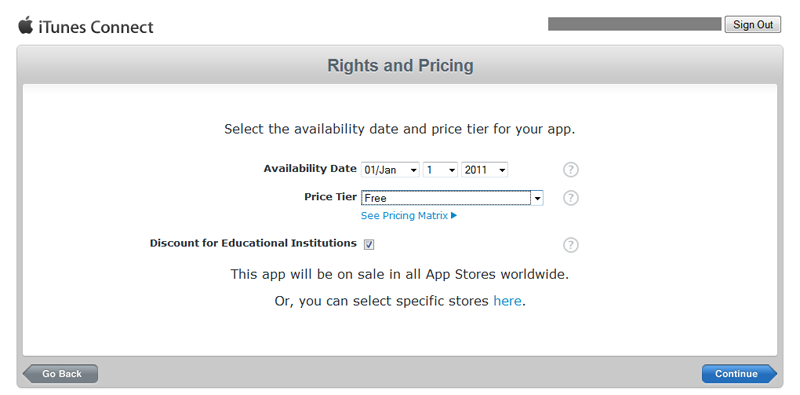 iTunes Connect
Sign Out
Rights and Pricing
Select the availability date and price tier for your app.
Availability Date 01/Jan 1 2011 ?
Price Tier Free ?
See Pricing Matrix
Discount for Educational Institutions ?
This app will be on sale in all App Stores worldwide.
Or, you can select specific stores here.
Go Back
Continue